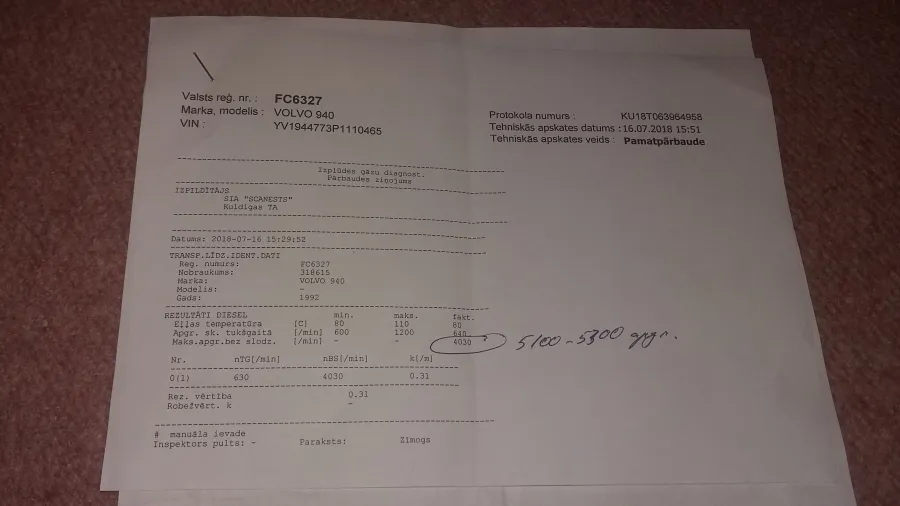 Valsts reģ. nr. : FC6327
Marka, modelis : VOLVO 940
VIN : YV1944773P1110465
Protokola numurs : KU18T063964958
Tehniskās apskates datums : 16.07.2018 15:51
Tehniskās apskates veids : Pamatpārbaude
Izplūdes gāzu diagnost.
Pārbaudes ziņojums
IZPILDĪTĀJS
SIA "SCANESTS"
Kuldīgas TA
Datums: 2018-07-16 15:29:52
TRANSP.LĪDZ.IDENT.DATI
Reg. numurs: FC6327
Nobraukums: 318615
Marka: VOLVO 940
Modelis: -
Gads: 1992
REZULTĀTI DIESEL min. maks. fakt.
Eļļas temperatūra [C] 80 110 80
Apgr. sk. tukšgaitā [/min] 600 1200 640
Maks.apgr.bez slodz. [/min] - - 4030
5100-5300 apgr.
Nr. nTG[/min] nBS[/min] k[/m]
0(1) 630 4030 0.31
Rez. vērtība 0.31
Robežvērt. k -
# manuāla ievade
Inspektors pults: - Paraksts: Zīmogs